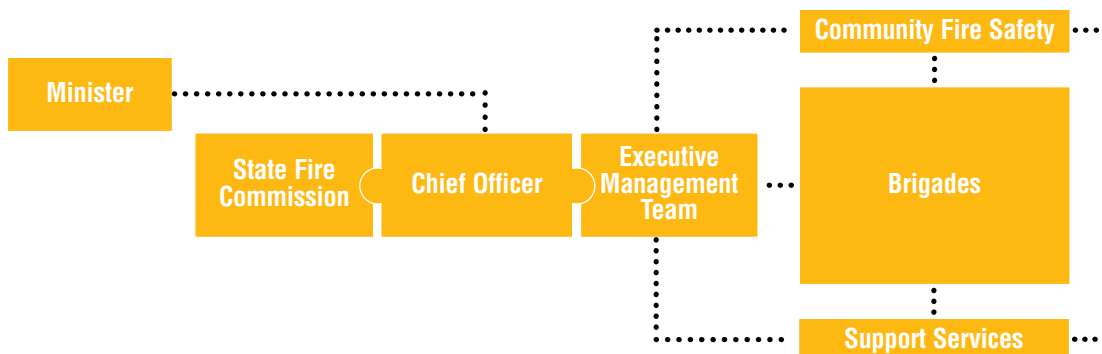 Community Fire Safety
Minister
State Fire
Commission
Chief Officer
Executive
Management
Team
Brigades
Support Services